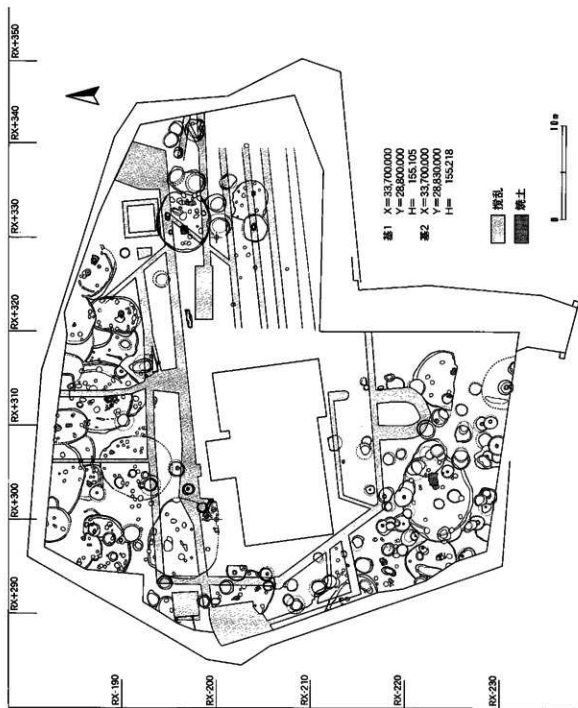 RX+290
RX+300
RX+310
RX+320
RX+330
RX+340
RX+350
RX-190
RX-200
RX-210
RX-220
RX-230
基1 X=33,700.000
Y=28,800.000
H= 155.105
基2 X=33,700.000
Y=28,830.000
H= 155.218
撹乱
焼土
0 10m